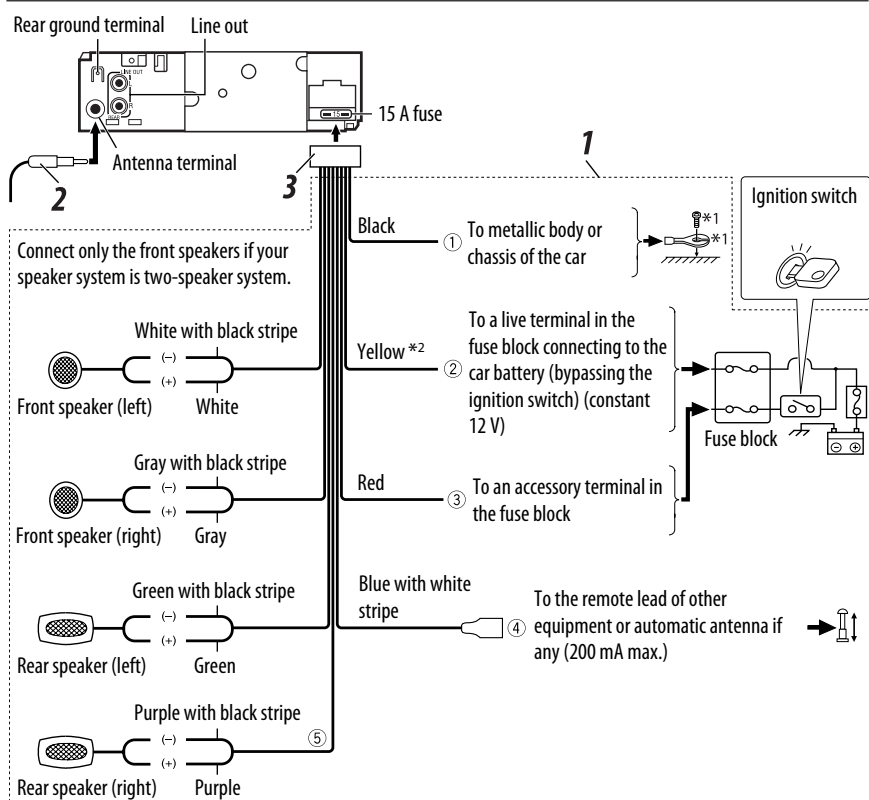 Rear ground terminal
Line out
LINE OUT
L
R
REAR
15
15 A fuse
Antenna terminal
2
3
1
Ignition switch
Black
① To metallic body or
chassis of the car
*1
*1
Connect only the front speakers if your
speaker system is two-speaker system.
White with black stripe
(–)
(+)
Front speaker (left)
White
Yellow *2
② To a live terminal in the
fuse block connecting to the
car battery (bypassing the
ignition switch) (constant
12 V)
Fuse block
Gray with black stripe
(–)
(+)
Front speaker (right)
Gray
Red
③ To an accessory terminal in
the fuse block
Green with black stripe
(–)
(+)
Rear speaker (left)
Green
Blue with white
stripe
④ To the remote lead of other
equipment or automatic antenna if
any (200 mA max.)
Purple with black stripe
⑤
(–)
(+)
Rear speaker (right)
Purple